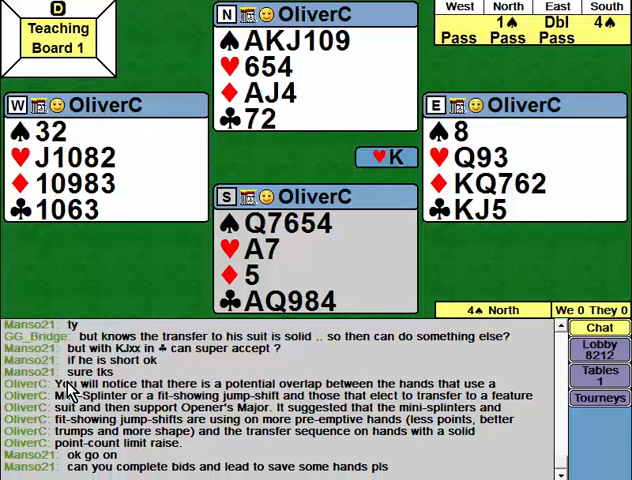 D
Teaching
Board 1
N OliverC
♠AKJ109
♥654
♦AJ4
♣72
West North East South
1♠ Dbl 4♠
Pass Pass Pass
W OliverC
♠32
♥J1082
♦10983
♣1063
♥K
E OliverC
♠8
♥Q93
♦KQ762
♣KJ5
S OliverC
♠Q7654
♥A7
♦5
♣AQ984
4♠ North We 0 They 0
Manso21: ty
GG_Bridge: but knows the transfer to his suit is solid .. so then can do something else?
Manso21: but with KJxx in ♣ can super accept ?
Manso21: if he is short ok
Manso21: sure tks
OliverC: You will notice that there is a potential overlap between the hands that use a
OliverC: Mini-Splinter or a fit-showing jump-shift and those that elect to transfer to a feature
OliverC: suit and then support Opener's Major. It suggested that the mini-splinters and
OliverC: fit-showing jump-shifts are using on more pre-emptive hands (less points, better
OliverC: trumps and more shape) and the transfer sequence on hands with a solid
OliverC: point-count limit raise.
Manso21: ok go on
Manso21: can you complete bids and lead to save some hands pls
Chat
Lobby
8212
Tables
1
Tourneys